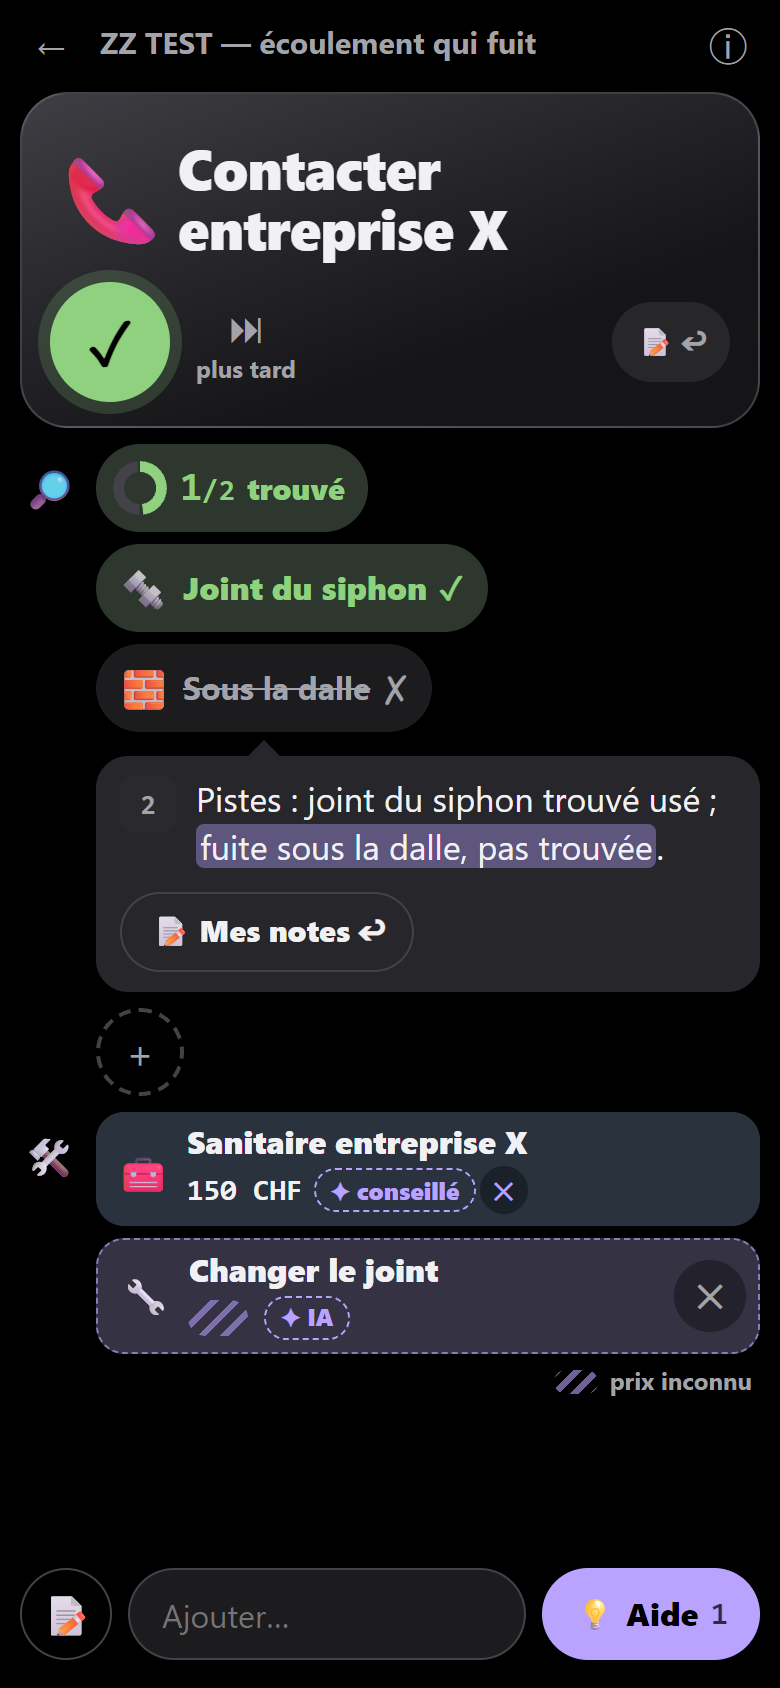 ← ZZ TEST — écoulement qui fuit ⓘ
Contacter
entreprise X
✓
plus tard
1/2 trouvé
Joint du siphon ✓
Sous la dalle ✗
2 Pistes : joint du siphon trouvé usé ;
fuite sous la dalle, pas trouvée.
Mes notes ↩
+
Sanitaire entreprise X
150 CHF ✦ conseillé ×
Changer le joint
✦ IA ×
prix inconnu
Ajouter...
Aide 1